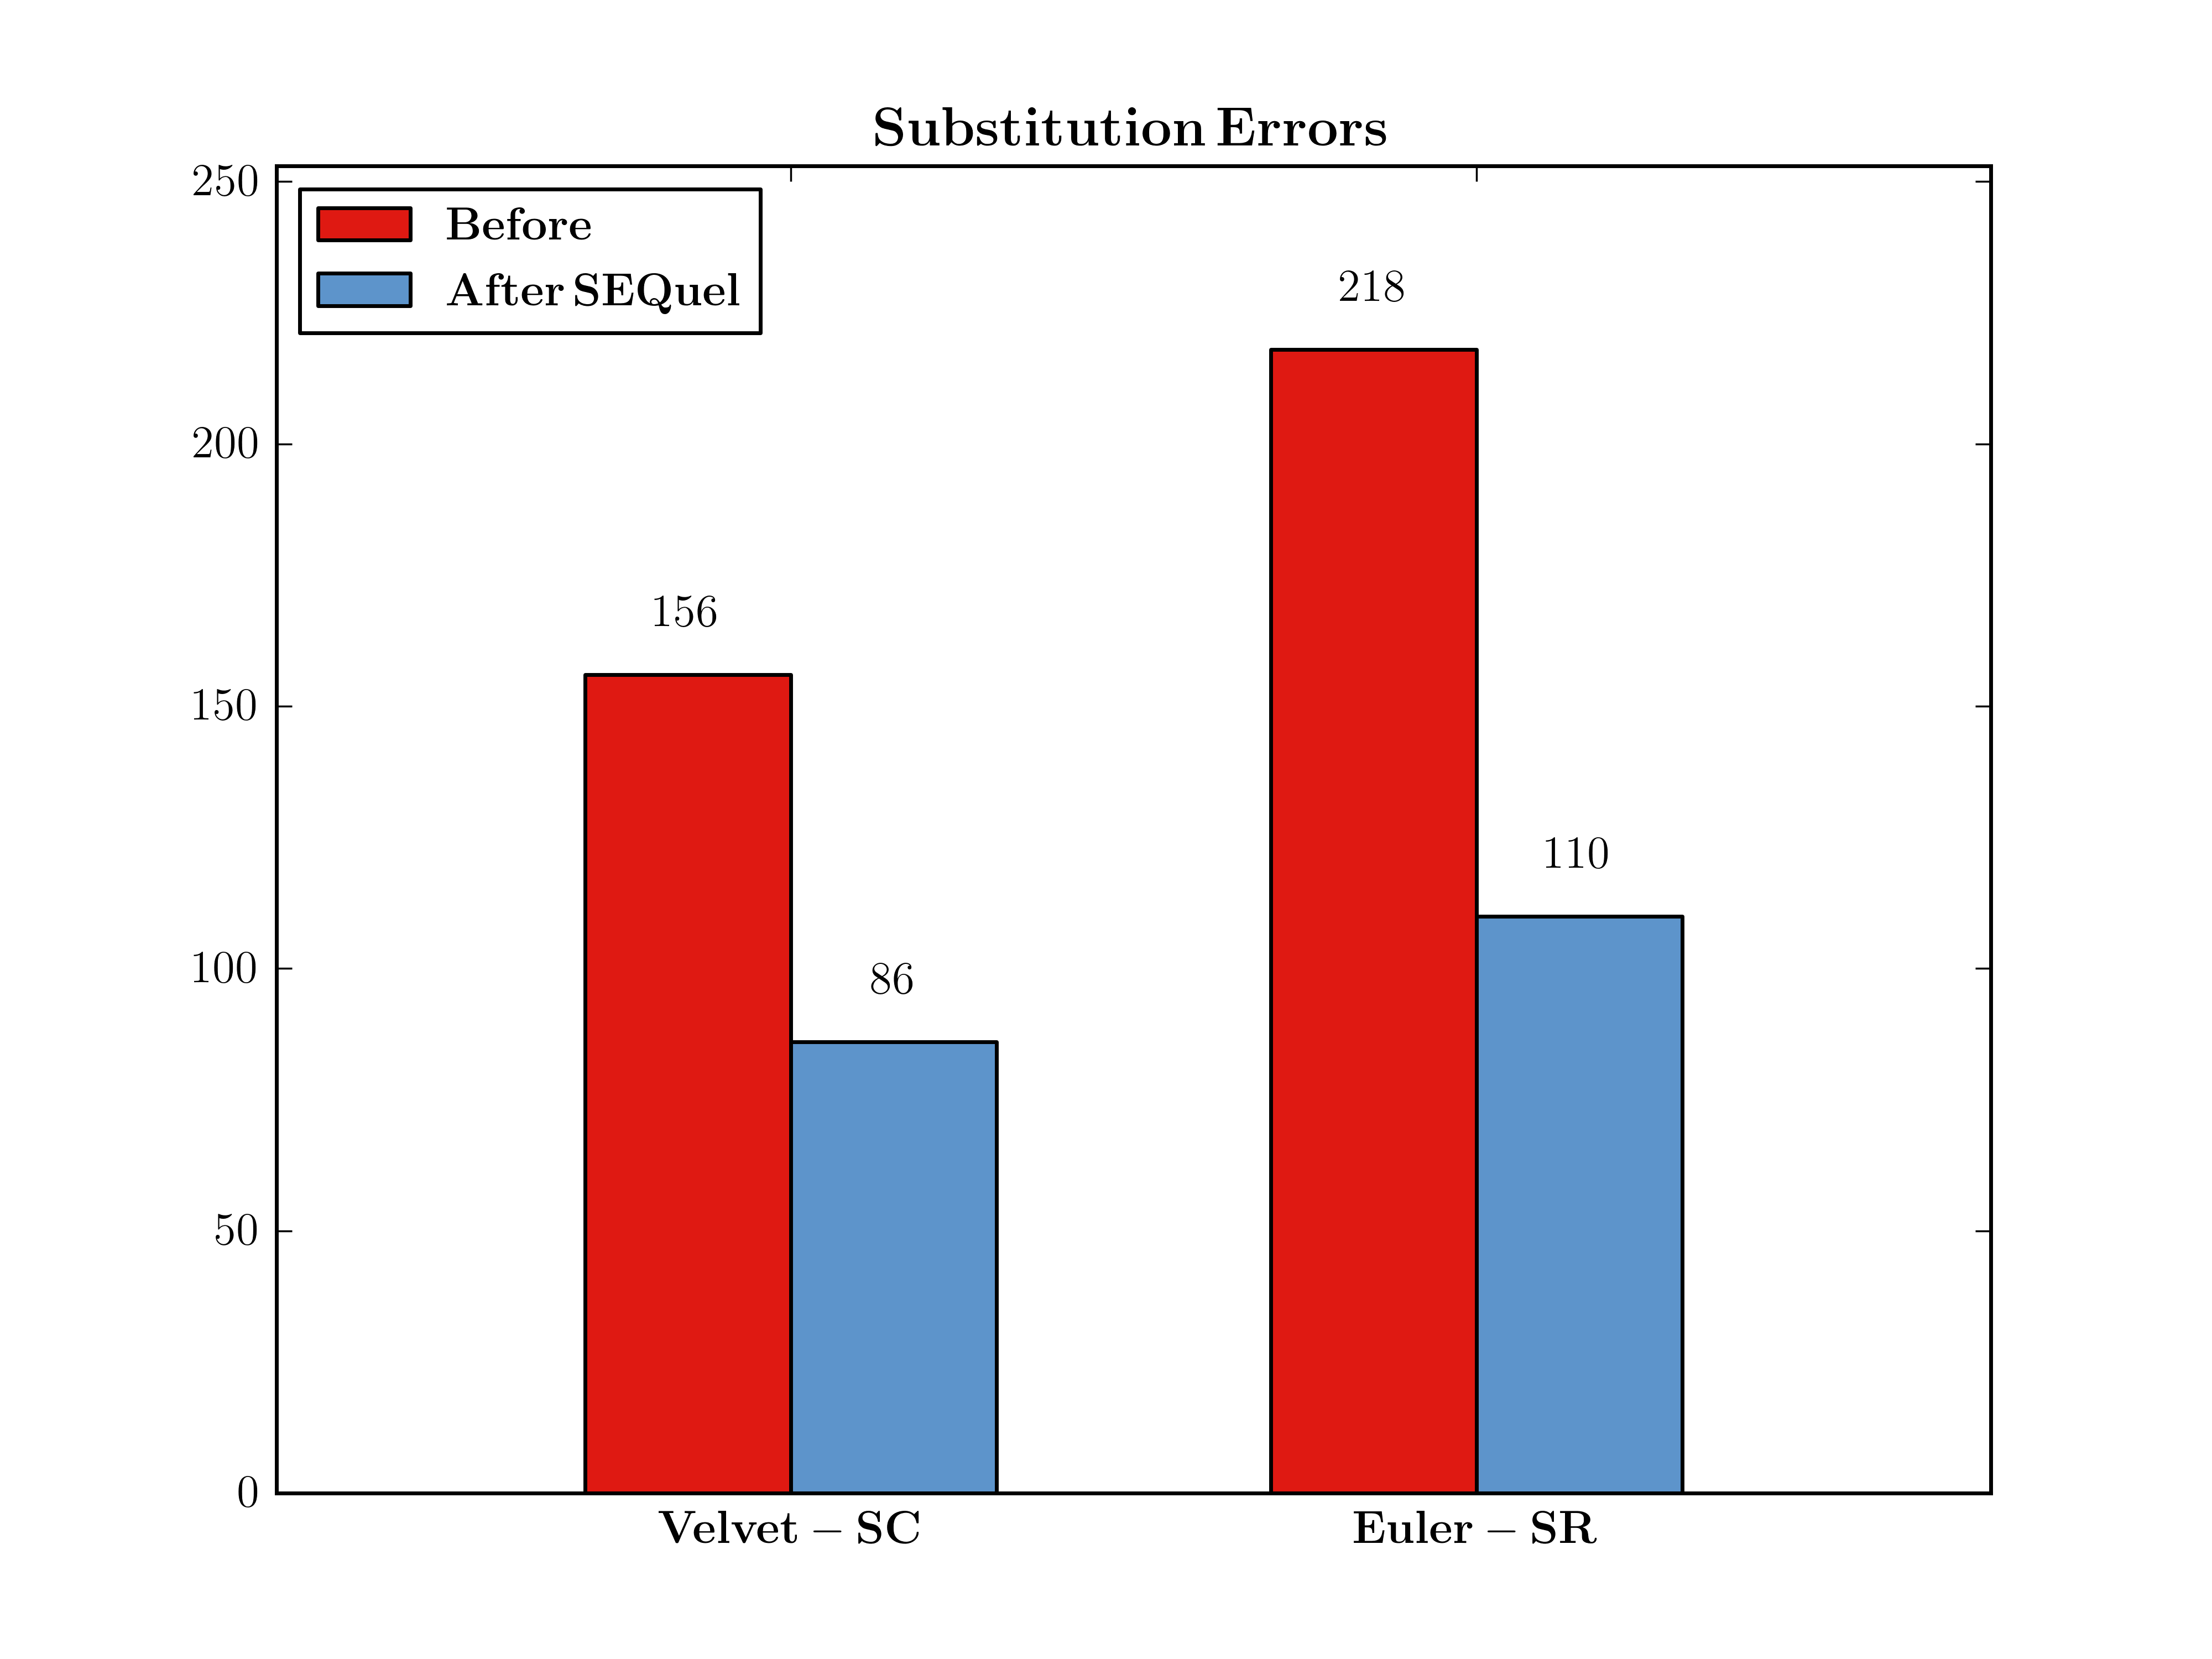 Substitution Errors
250
Before
After SEQuel
218
200
156
150
110
100
86
50
0
Velvet – SC
Euler – SR